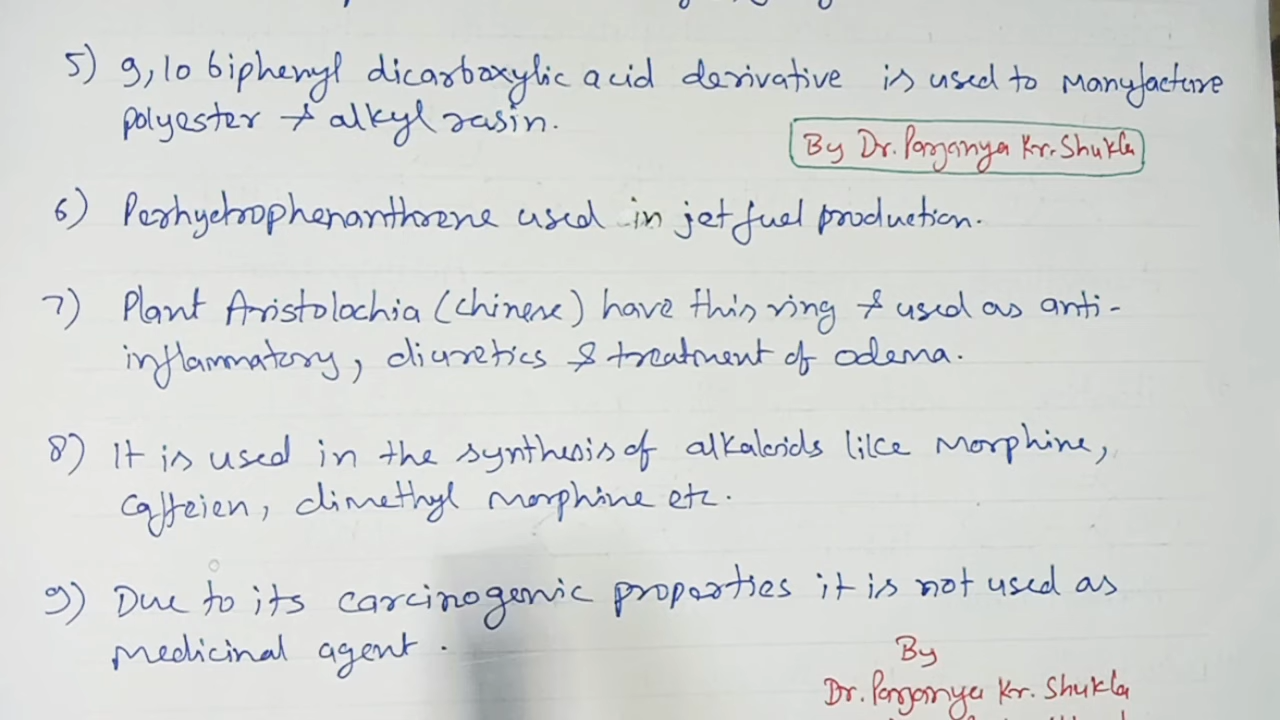 5) 9,10 biphenyl dicarboxylic acid derivative is used to manufacture
polyester & alkyl rasin.
By Dr. Parjanya Kr. Shukla
6) Perhydrophenanthrene used in jet fuel production.
7) Plant Aristolochia (Chinese) have this ring & used as anti-
inflammatory, diuretics & treatment of odema.
8) It is used in the synthesis of alkaloids like morphine,
caffeien, dimethyl morphine etc.
9) Due to its carcinogenic properties it is not used as
medicinal agent.
By
Dr. Parjanya Kr. Shukla